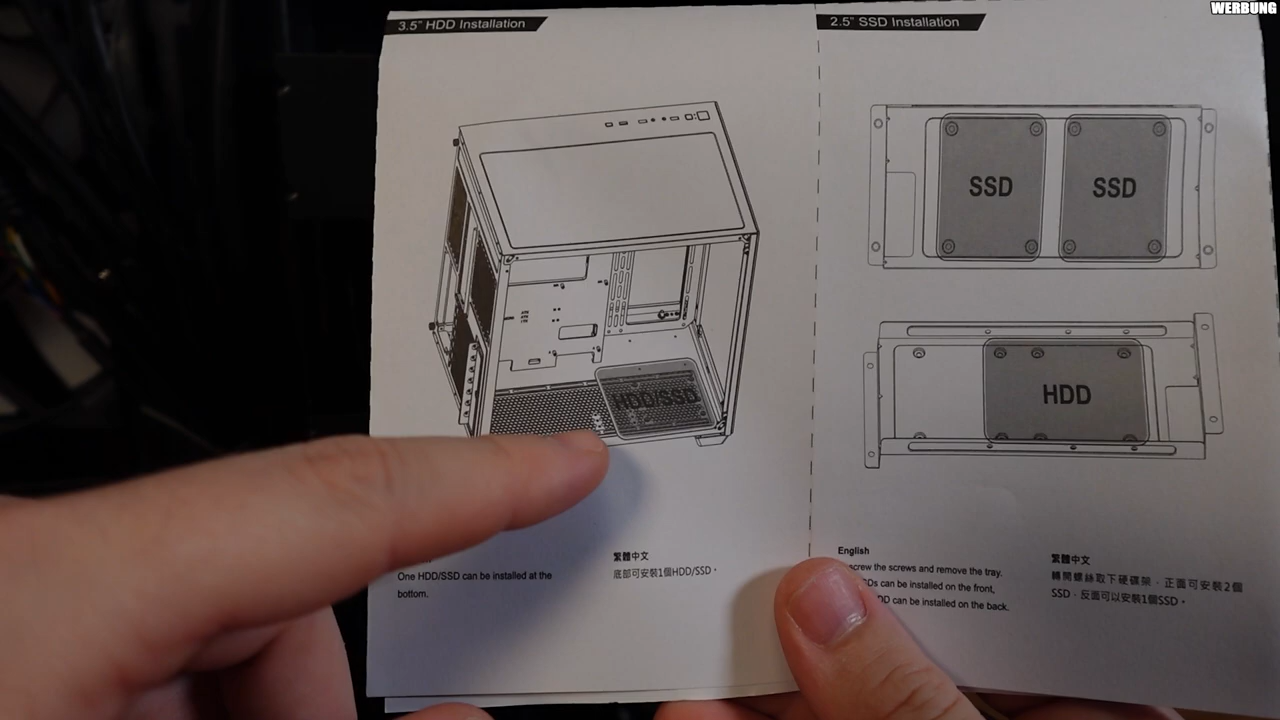 WERBUNG
3.5" HDD Installation
HDD/SSD
One HDD/SSD can be installed at the
bottom.
繁體中文
底部可安裝1個HDD/SSD。
2.5" SSD Installation
SSD
SSD
HDD
English
screws and remove the tray.
can be installed on the front,
can be installed on the back.
繁體中文
轉開螺絲取下硬碟架，正面可安裝2個
SSD，反面可以安裝1個SSD。